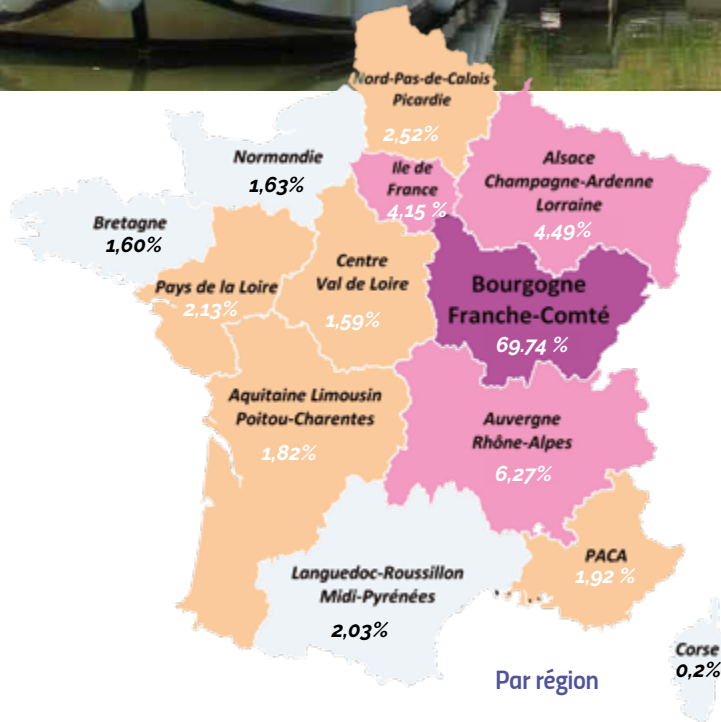 Nord-Pas-de-Calais
Picardie
2,52%
Normandie
1,63%
Ile de
France
4,15 %
Alsace
Champagne-Ardenne
Lorraine
4,49%
Bretagne
1,60%
Pays de la Loire
2,13%
Centre
Val de Loire
1,59%
Bourgogne
Franche-Comté
69.74 %
Aquitaine Limousin
Poitou-Charentes
1,82%
Auvergne
Rhône-Alpes
6,27%
PACA
1,92 %
Languedoc-Roussillon
Midi-Pyrénées
2,03%
Corse
0,2%
Par région